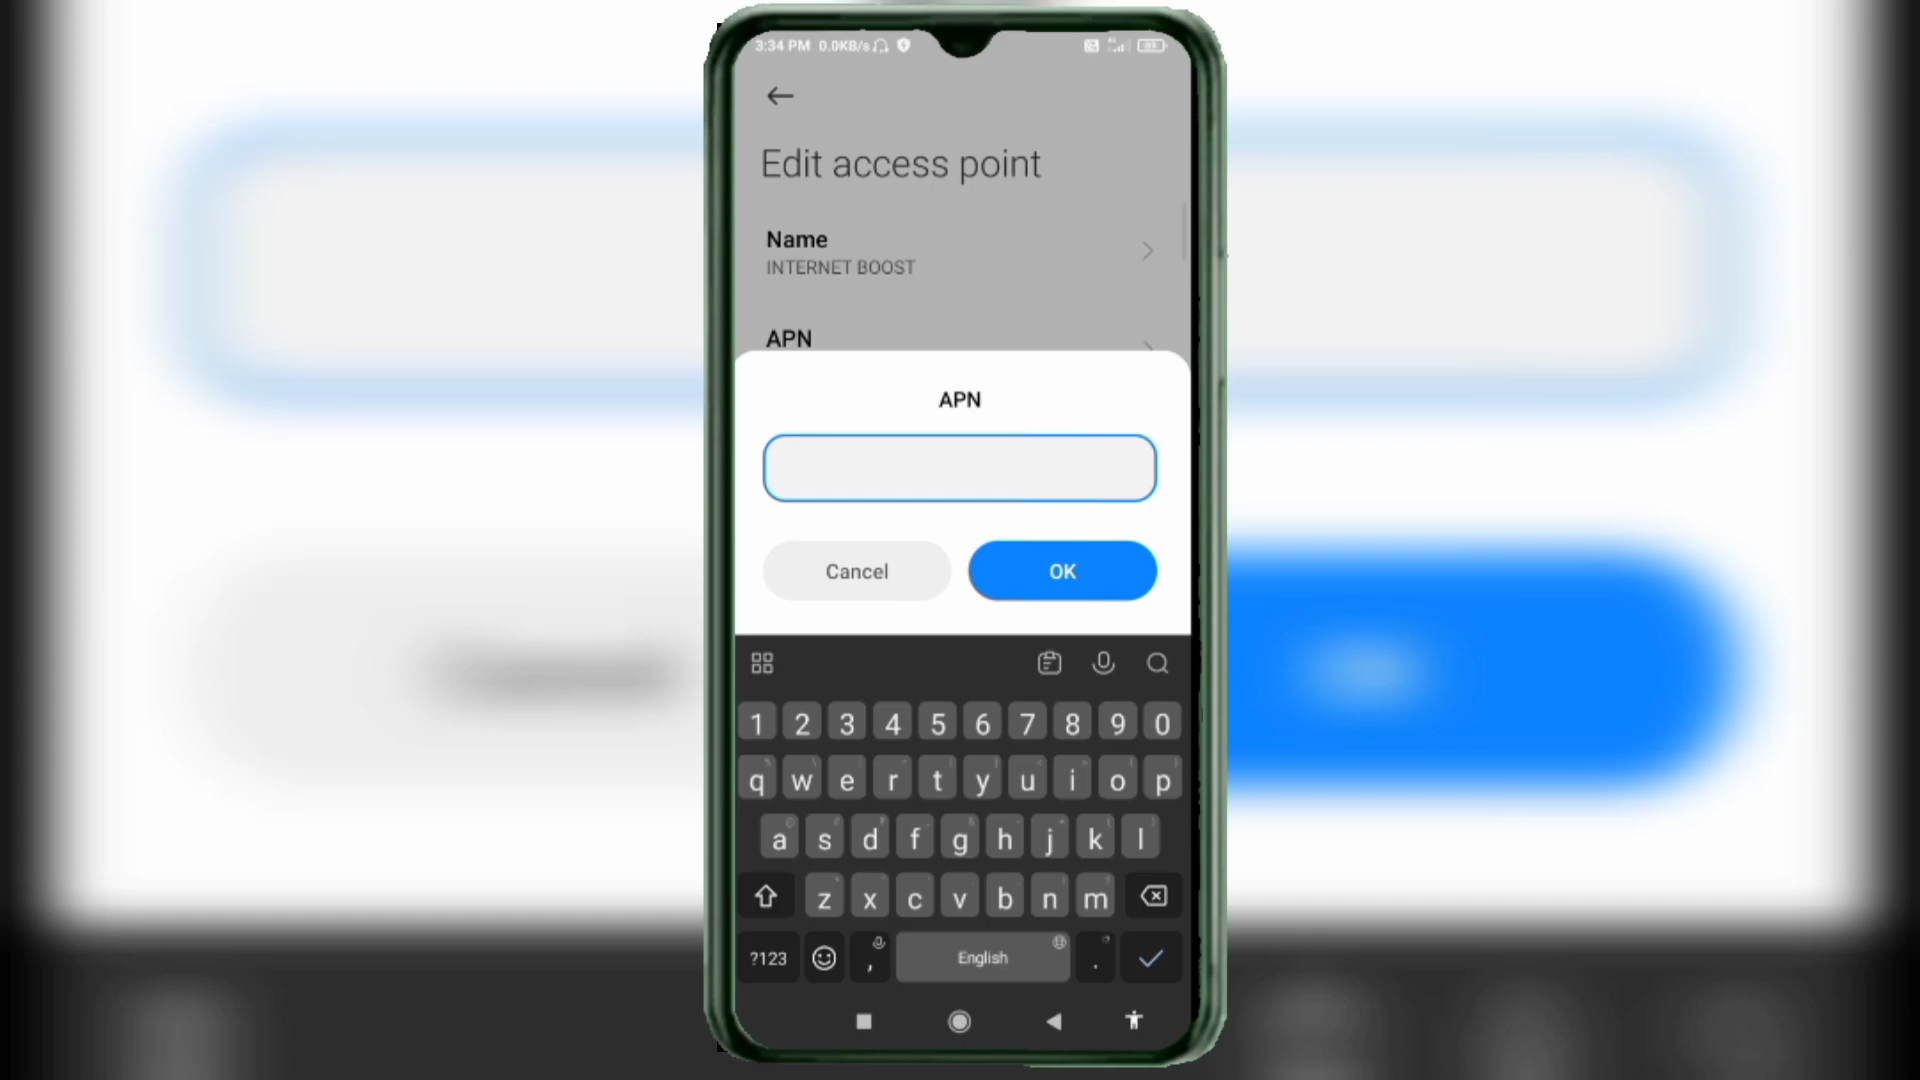 3:34 PM 0.0KB/s
Edit access point
Name
INTERNET BOOST
APN
APN
Cancel OK
1 2 3 4 5 6 7 8 9 0
q w e r t y u i o p
a s d f g h j k l
z x c v b n m
?123 , English .